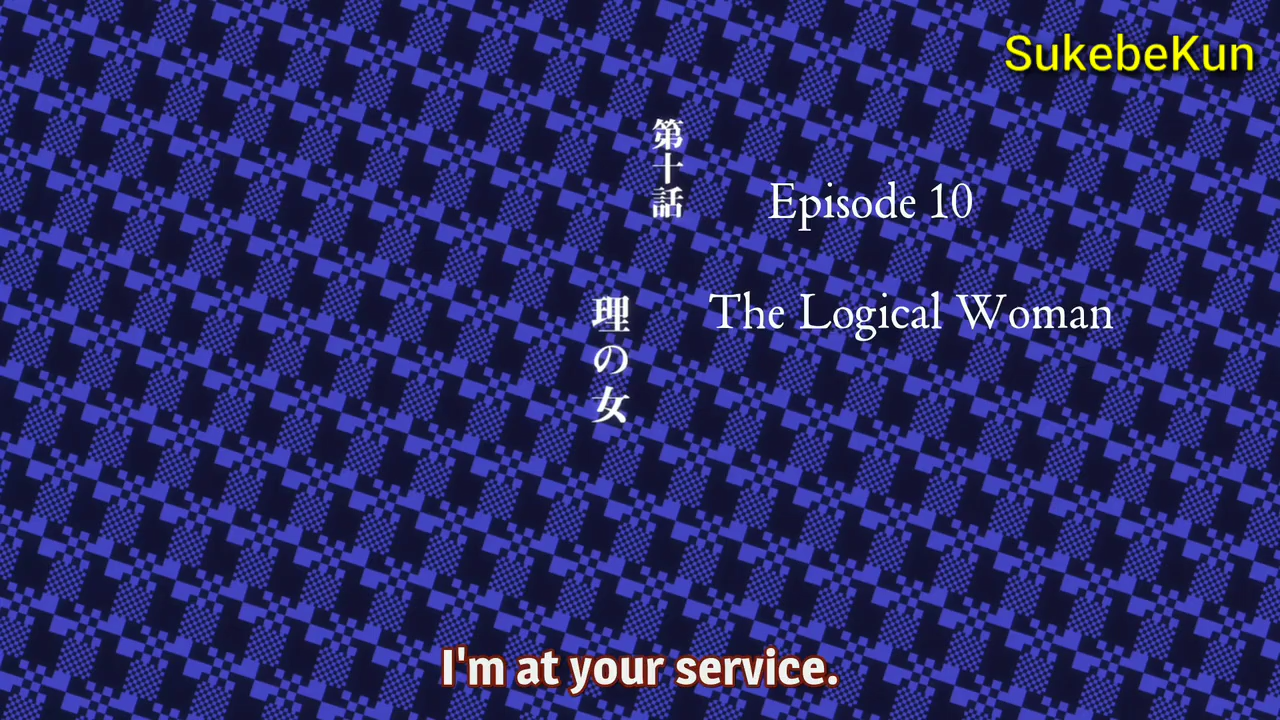 SukebeKun
第十話
Episode 10
理の女
The Logical Woman
I'm at your service.